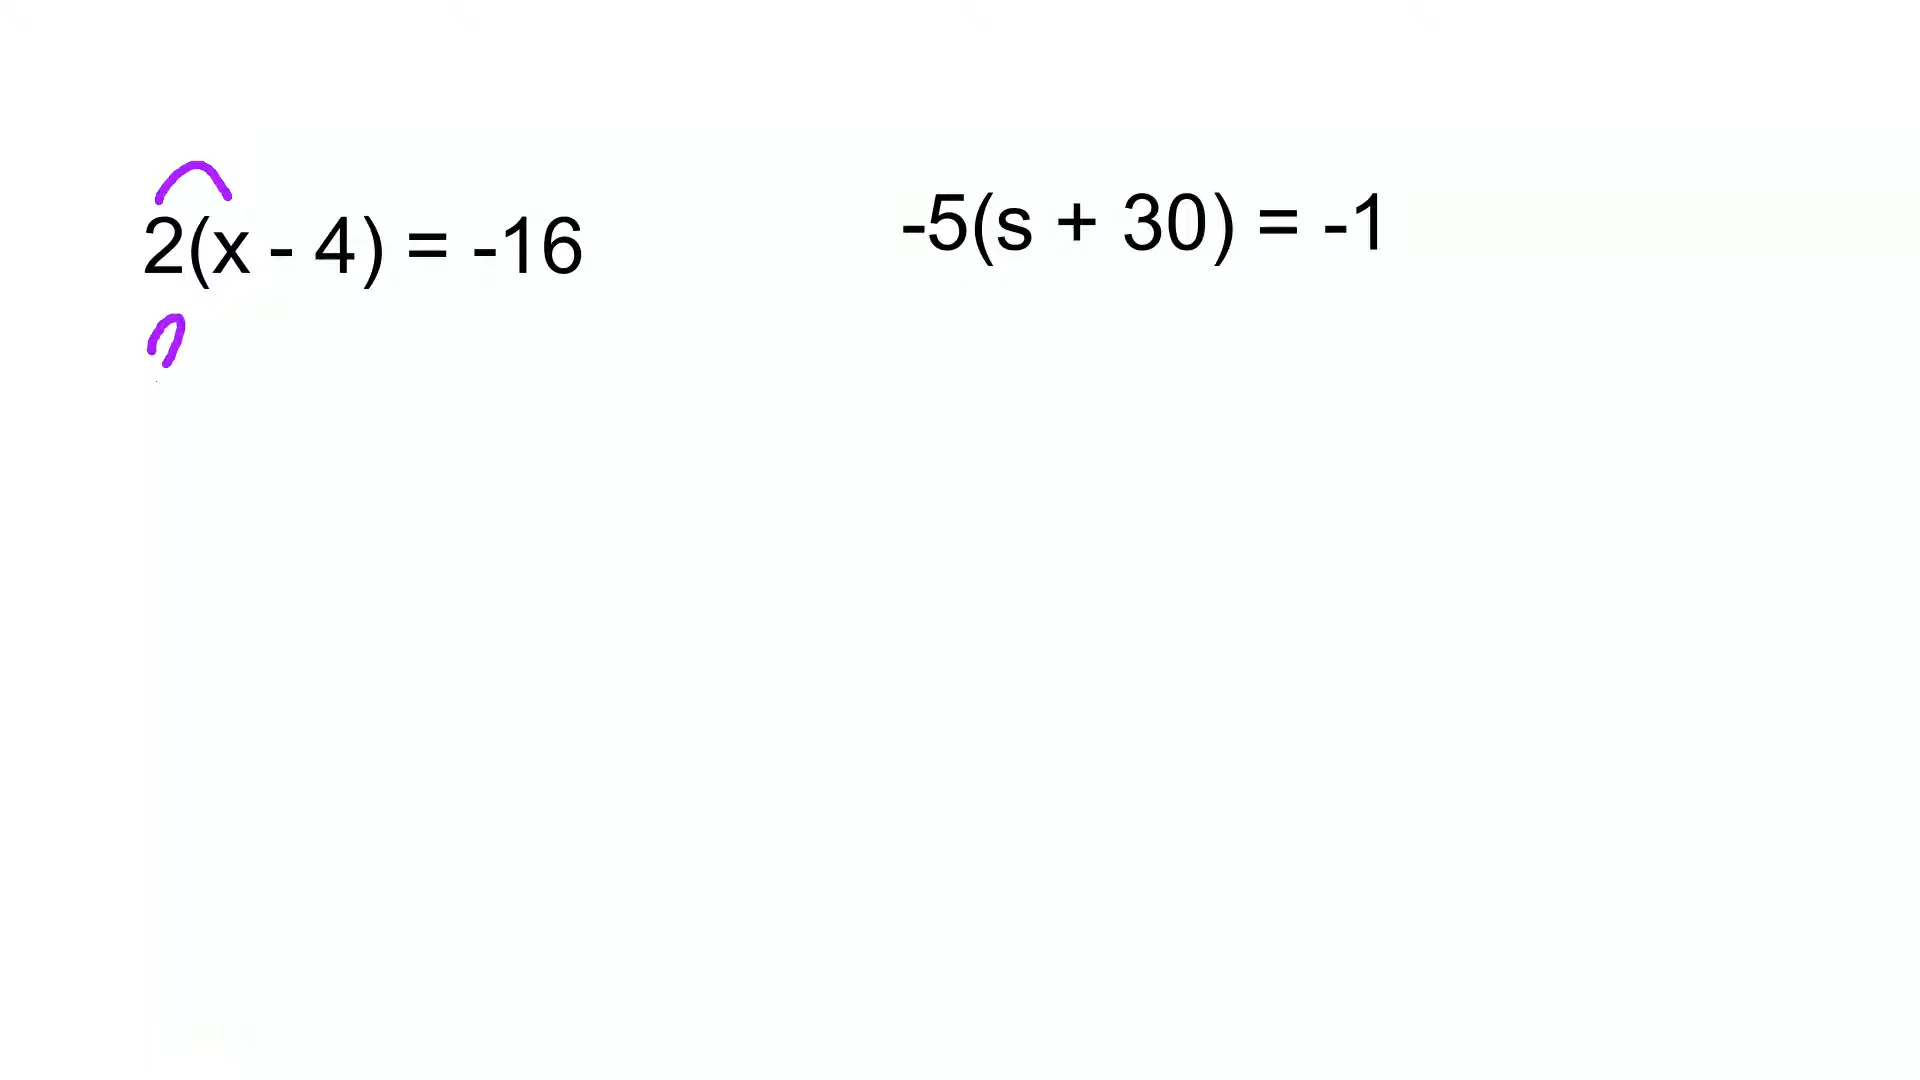 2(x - 4) = -16
-5(s + 30) = -1